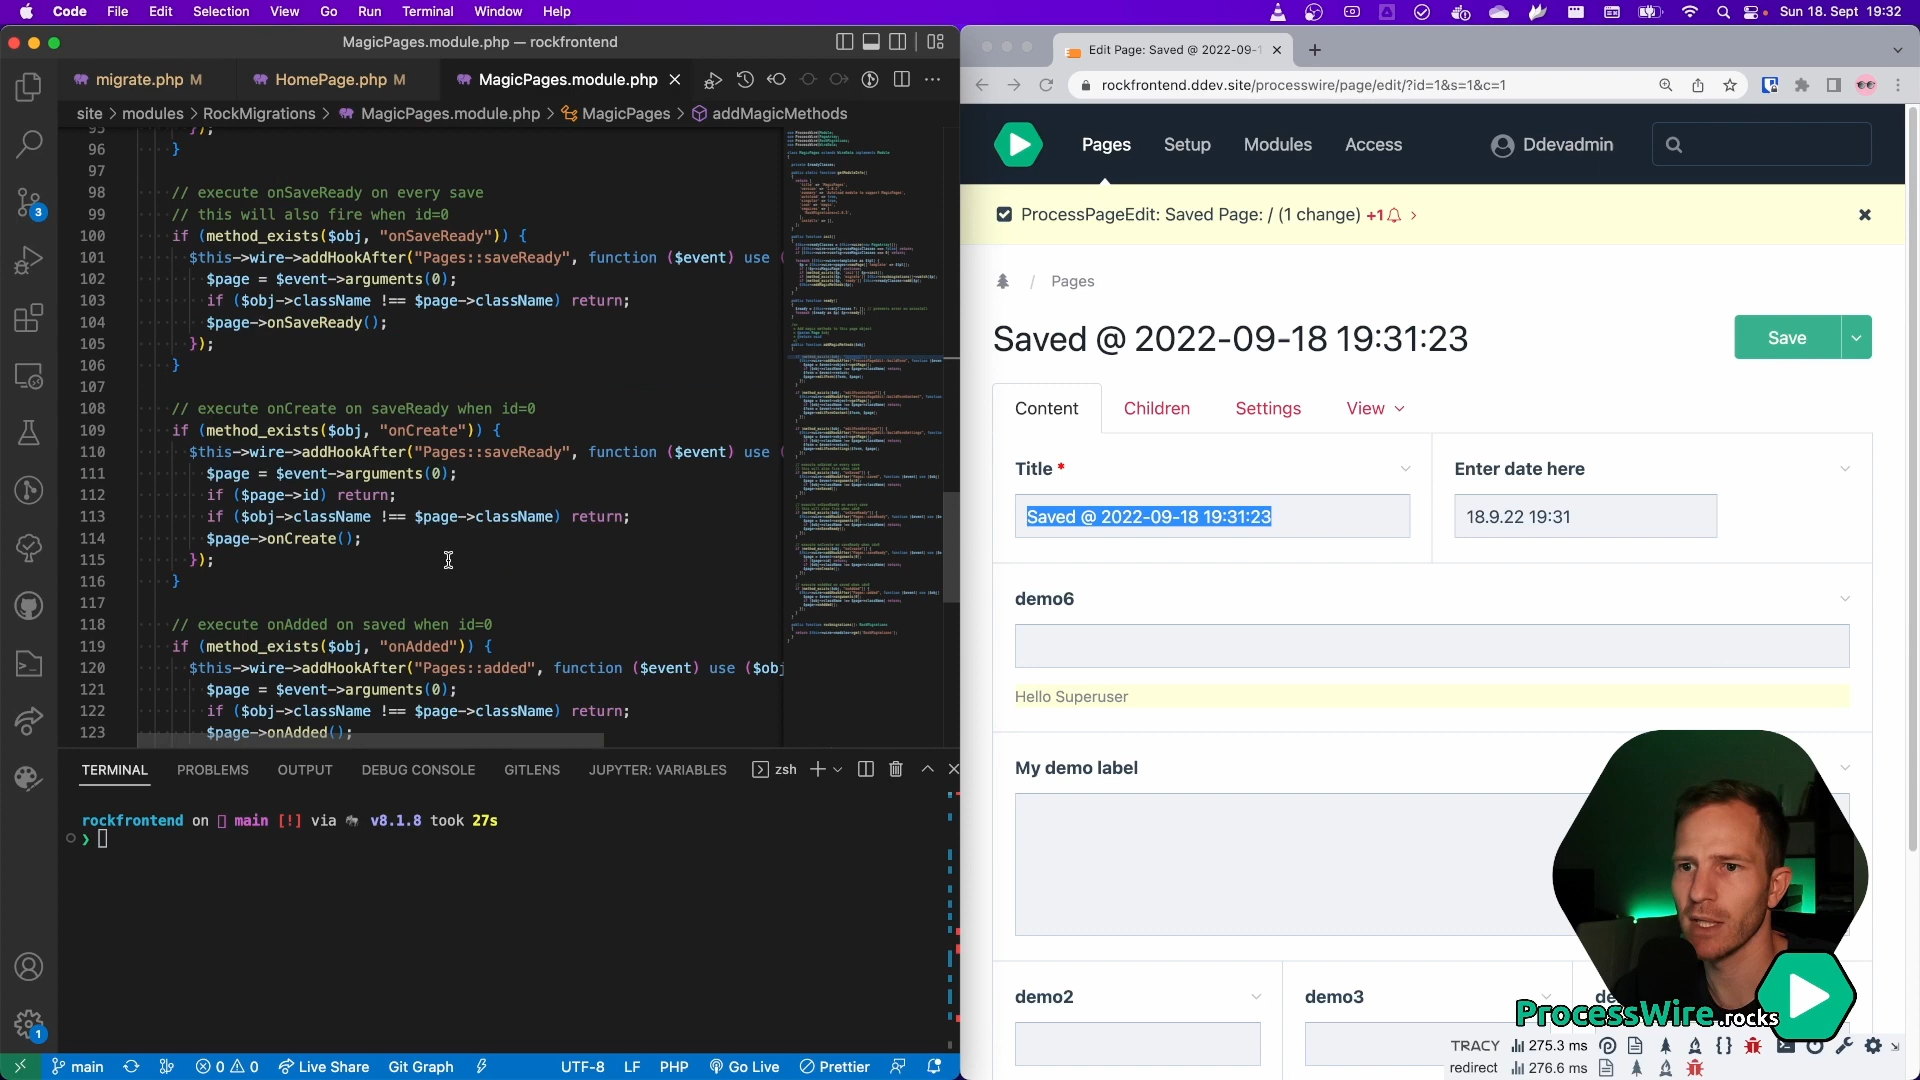 Code File Edit Selection View Go Run Terminal Window Help
Sun 18. Sept 19:32
MagicPages.module.php — rockfrontend
migrate.php M
HomePage.php M
MagicPages.module.php
site > modules > RockMigrations > MagicPages.module.php > MagicPages > addMagicMethods
95 });
96 }
97
98 // execute onSaveReady on every save
99 // this will also fire when id=0
100 if (method_exists($obj, "onSaveReady")) {
101 $this->wire->addHookAfter("Pages::saveReady", function ($event) use (
102 $page = $event->arguments(0);
103 if ($obj->className !== $page->className) return;
104 $page->onSaveReady();
105 });
106 }
107
108 // execute onCreate on saveReady when id=0
109 if (method_exists($obj, "onCreate")) {
110 $this->wire->addHookAfter("Pages::saveReady", function ($event) use (
111 $page = $event->arguments(0);
112 if ($page->id) return;
113 if ($obj->className !== $page->className) return;
114 $page->onCreate();
115 });
116 }
117
118 // execute onAdded on saved when id=0
119 if (method_exists($obj, "onAdded")) {
120 $this->wire->addHookAfter("Pages::added", function ($event) use ($obj
121 $page = $event->arguments(0);
122 if ($obj->className !== $page->className) return;
123 $page->onAdded();
TERMINAL PROBLEMS OUTPUT DEBUG CONSOLE GITLENS JUPYTER: VARIABLES zsh
rockfrontend on main [!] via v8.1.8 took 27s
❯
3
1
main 0 0 Live Share Git Graph UTF-8 LF PHP Go Live Prettier
Edit Page: Saved @ 2022-09-1
rockfrontend.ddev.site/processwire/page/edit/?id=1&s=1&c=1
Pages Setup Modules Access Ddevadmin
ProcessPageEdit: Saved Page: / (1 change) +1
/ Pages
Saved @ 2022-09-18 19:31:23
Save
Content Children Settings View
Title *
Enter date here
Saved @ 2022-09-18 19:31:23
18.9.22 19:31
demo6
Hello Superuser
My demo label
demo2
demo3
de
ProcessWire.rocks
TRACY 275.3 ms
redirect 276.6 ms